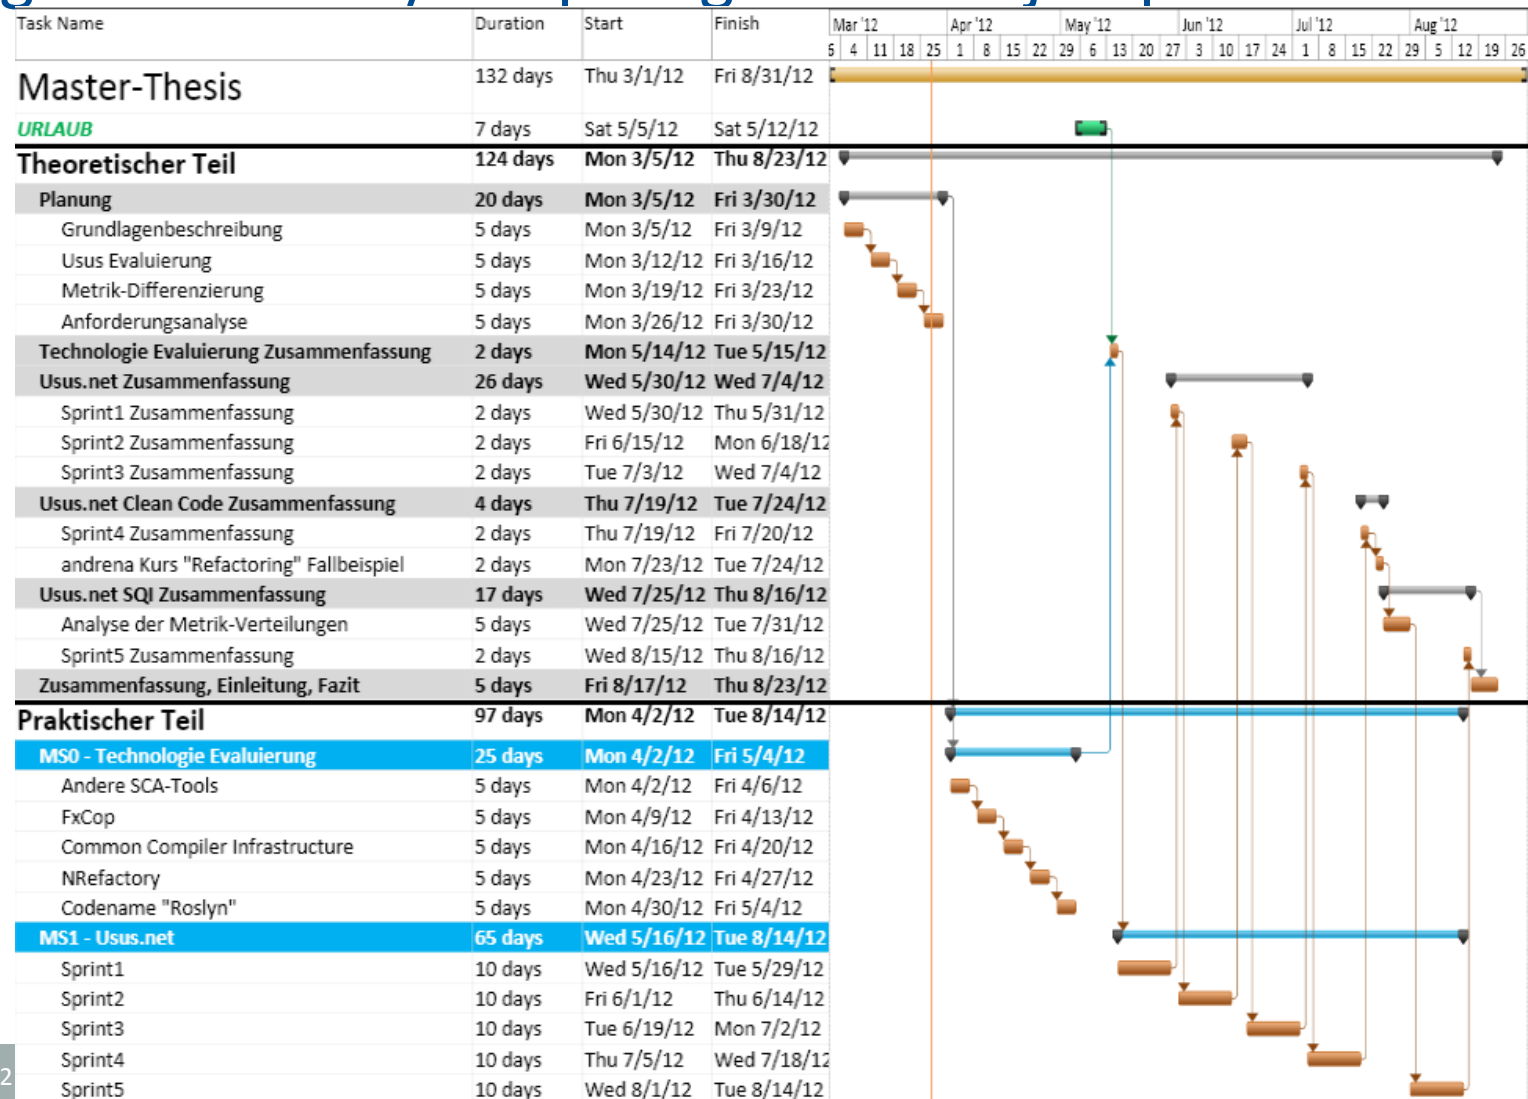 Task Name Duration Start Finish Mar '12 Apr '12 May '12 Jun '12 Jul '12 Aug '12
4 11 18 25 1 8 15 22 29 6 13 20 27 3 10 17 24 1 8 15 22 29 5 12 19 26
Master-Thesis 132 days Thu 3/1/12 Fri 8/31/12
URLAUB 7 days Sat 5/5/12 Sat 5/12/12
Theoretischer Teil 124 days Mon 3/5/12 Thu 8/23/12
Planung 20 days Mon 3/5/12 Fri 3/30/12
Grundlagenbeschreibung 5 days Mon 3/5/12 Fri 3/9/12
Usus Evaluierung 5 days Mon 3/12/12 Fri 3/16/12
Metrik-Differenzierung 5 days Mon 3/19/12 Fri 3/23/12
Anforderungsanalyse 5 days Mon 3/26/12 Fri 3/30/12
Technologie Evaluierung Zusammenfassung 2 days Mon 5/14/12 Tue 5/15/12
Usus.net Zusammenfassung 26 days Wed 5/30/12 Wed 7/4/12
Sprint1 Zusammenfassung 2 days Wed 5/30/12 Thu 5/31/12
Sprint2 Zusammenfassung 2 days Fri 6/15/12 Mon 6/18/12
Sprint3 Zusammenfassung 2 days Tue 7/3/12 Wed 7/4/12
Usus.net Clean Code Zusammenfassung 4 days Thu 7/19/12 Tue 7/24/12
Sprint4 Zusammenfassung 2 days Thu 7/19/12 Fri 7/20/12
andrena Kurs "Refactoring" Fallbeispiel 2 days Mon 7/23/12 Tue 7/24/12
Usus.net SQI Zusammenfassung 17 days Wed 7/25/12 Thu 8/16/12
Analyse der Metrik-Verteilungen 5 days Wed 7/25/12 Tue 7/31/12
Sprint5 Zusammenfassung 2 days Wed 8/15/12 Thu 8/16/12
Zusammenfassung, Einleitung, Fazit 5 days Fri 8/17/12 Thu 8/23/12
Praktischer Teil 97 days Mon 4/2/12 Tue 8/14/12
MS0 - Technologie Evaluierung 25 days Mon 4/2/12 Fri 5/4/12
Andere SCA-Tools 5 days Mon 4/2/12 Fri 4/6/12
FxCop 5 days Mon 4/9/12 Fri 4/13/12
Common Compiler Infrastructure 5 days Mon 4/16/12 Fri 4/20/12
NRefactory 5 days Mon 4/23/12 Fri 4/27/12
Codename "Roslyn" 5 days Mon 4/30/12 Fri 5/4/12
MS1 - Usus.net 65 days Wed 5/16/12 Tue 8/14/12
Sprint1 10 days Wed 5/16/12 Tue 5/29/12
Sprint2 10 days Fri 6/1/12 Thu 6/14/12
Sprint3 10 days Tue 6/19/12 Mon 7/2/12
Sprint4 10 days Thu 7/5/12 Wed 7/18/12
2
Sprint5 10 days Wed 8/1/12 Tue 8/14/12